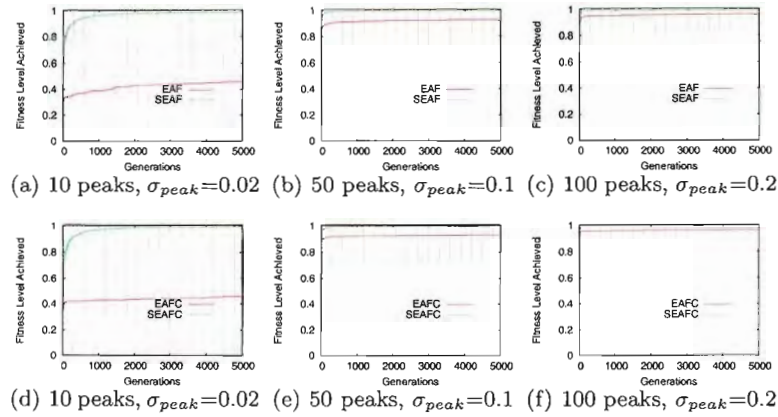 Fitness Level Achieved
1
0.8
0.6
0.4
0.2
0
EAF
SEAF
0 1000 2000 3000 4000 5000
Generations
(a) 10 peaks, σpeak=0.02
Fitness Level Achieved
1
0.8
0.6
0.4
0.2
0
EAF
SEAF
0 1000 2000 3000 4000 5000
Generations
(b) 50 peaks, σpeak=0.1
Fitness Level Achieved
1
0.8
0.6
0.4
0.2
0
EAF
SEAF
0 1000 2000 3000 4000 5000
Generations
(c) 100 peaks, σpeak=0.2
Fitness Level Achieved
1
0.8
0.6
0.4
0.2
0
EAFC
SEAFC
0 1000 2000 3000 4000 5000
Generations
(d) 10 peaks, σpeak=0.02
Fitness Level Achieved
1
0.8
0.6
0.4
0.2
0
EAFC
SEAFC
0 1000 2000 3000 4000 5000
Generations
(e) 50 peaks, σpeak=0.1
Fitness Level Achieved
1
0.8
0.6
0.4
0.2
0
EAFC
SEAFC
0 1000 2000 3000 4000 5000
Generations
(f) 100 peaks, σpeak=0.2